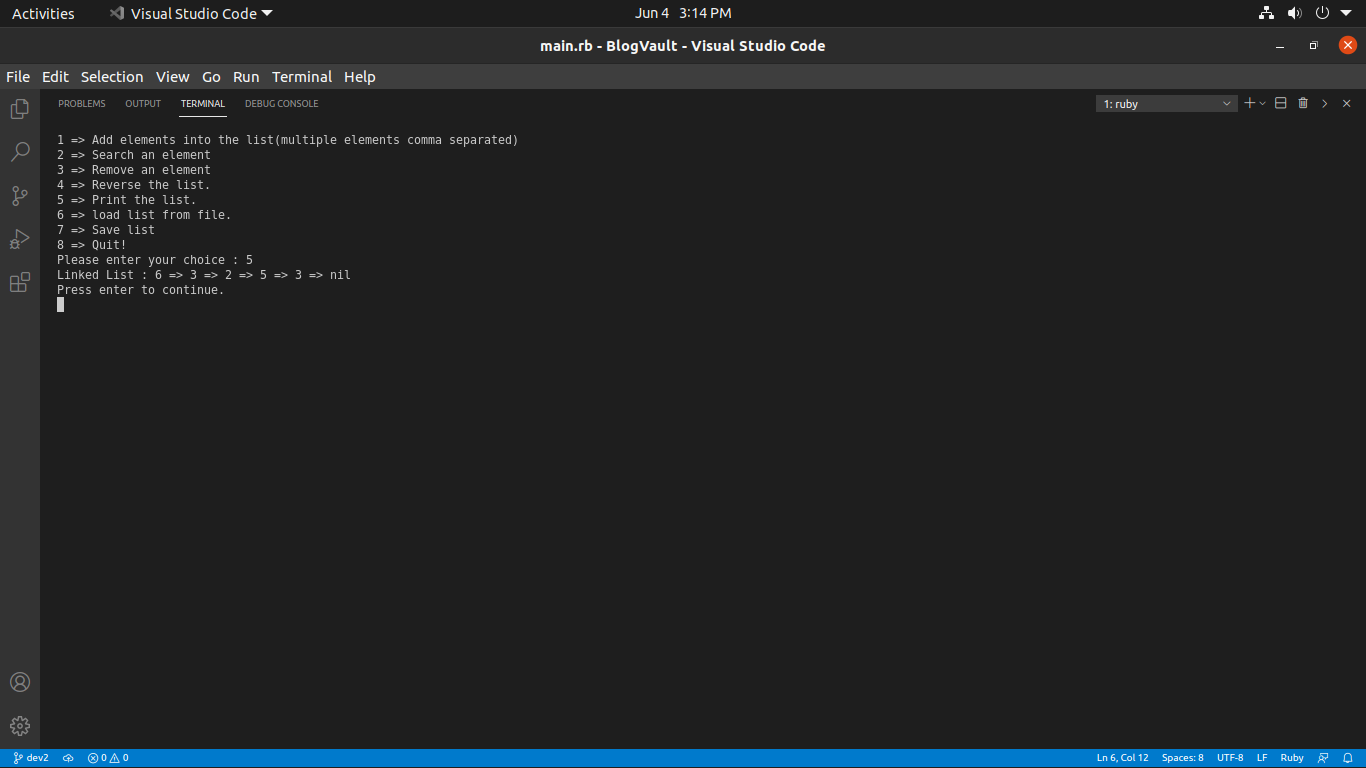 Activities
Visual Studio Code
Jun 4 3:14 PM
main.rb - BlogVault - Visual Studio Code
File Edit Selection View Go Run Terminal Help
PROBLEMS OUTPUT TERMINAL DEBUG CONSOLE
1: ruby
1 => Add elements into the list(multiple elements comma separated)
2 => Search an element
3 => Remove an element
4 => Reverse the list.
5 => Print the list.
6 => load list from file.
7 => Save list
8 => Quit!
Please enter your choice : 5
Linked List : 6 => 3 => 2 => 5 => 3 => nil
Press enter to continue.
dev2 0 0
Ln 6, Col 12 Spaces: 8 UTF-8 LF Ruby